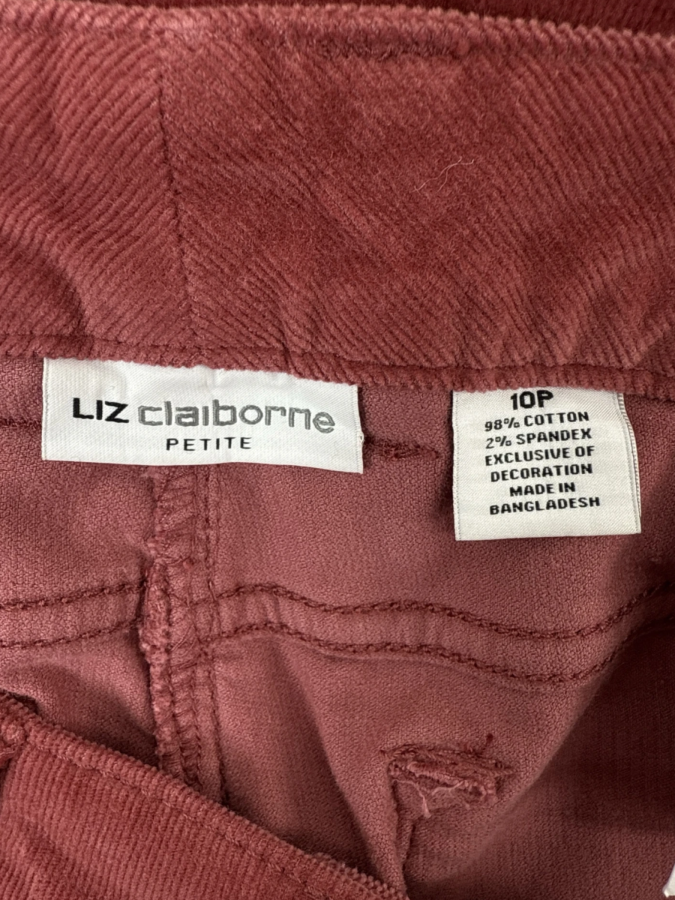 LIZ claiborne
PETITE
10P
98% COTTON
2% SPANDEX
EXCLUSIVE OF
DECORATION
MADE IN
BANGLADESH